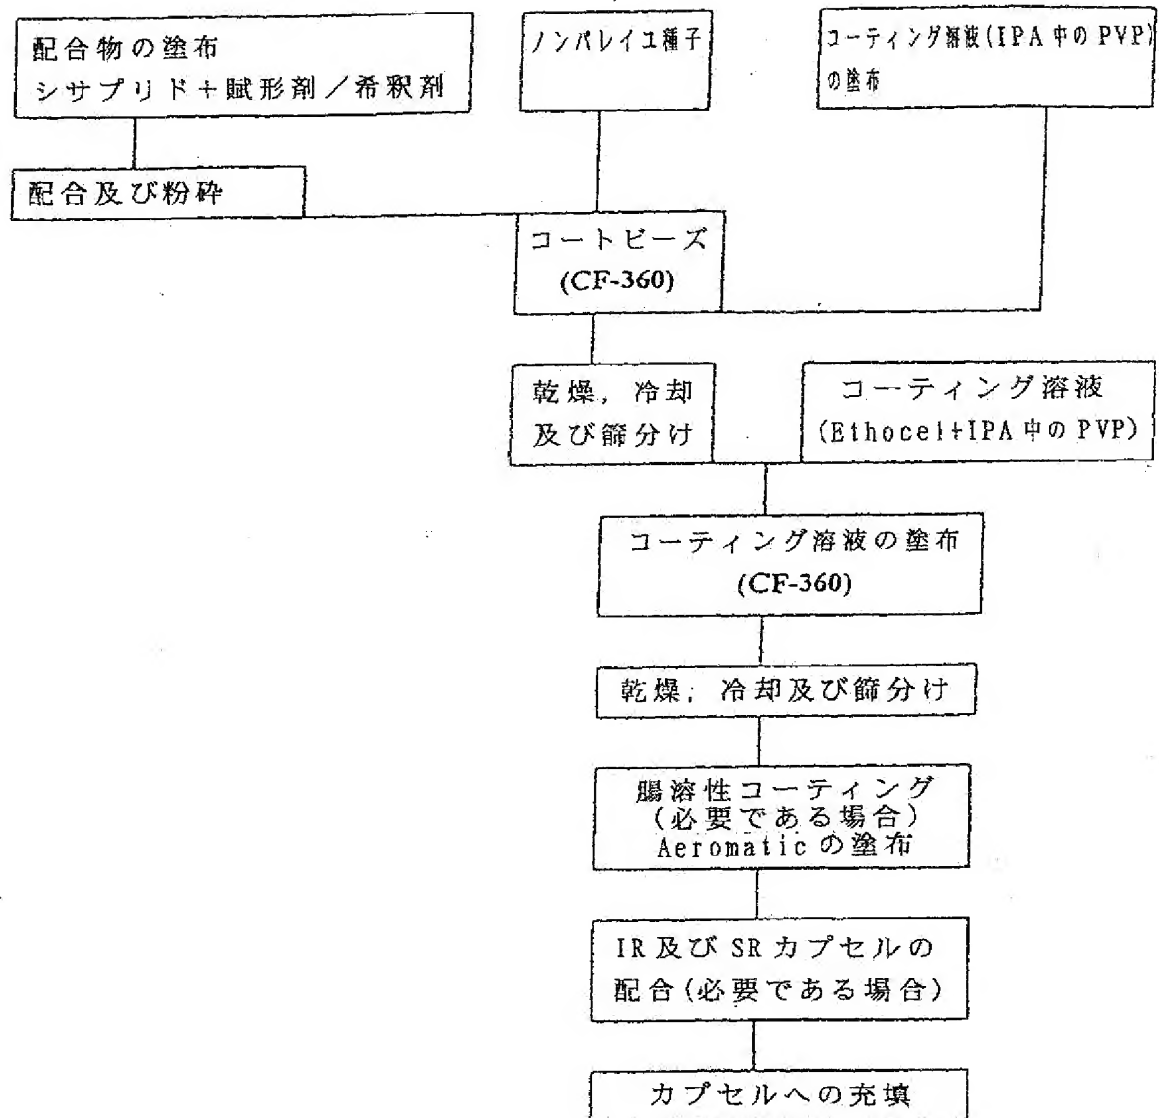 配合物の塗布
シサプリド+賦形剤/希釈剤
ノンパレイユ種子
コーティング溶液(IPA中のPVP)
の塗布
配合及び粉砕
コートビーズ
(CF-360)
乾燥, 冷却
及び篩分け
コーティング溶液
(Ethocel+IPA中のPVP)
コーティング溶液の塗布
(CF-360)
乾燥, 冷却及び篩分け
腸溶性コーティング
(必要である場合)
Aeromaticの塗布
IR及びSRカプセルの
配合(必要である場合)
カプセルへの充填